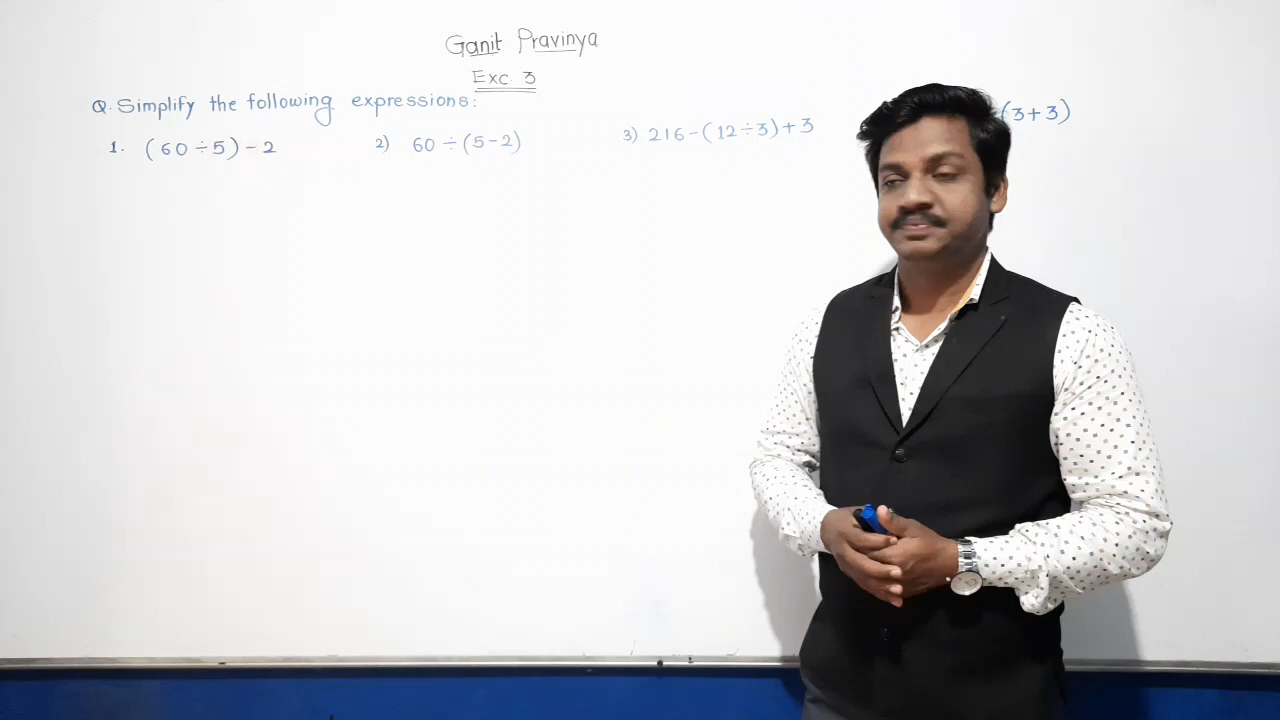 Ganit Pravinya
Exc 3
Q. Simplify the following expressions:
1. (60÷5)-2 2) 60÷(5-2) 3) 216-(12÷3)+3 (3+3)